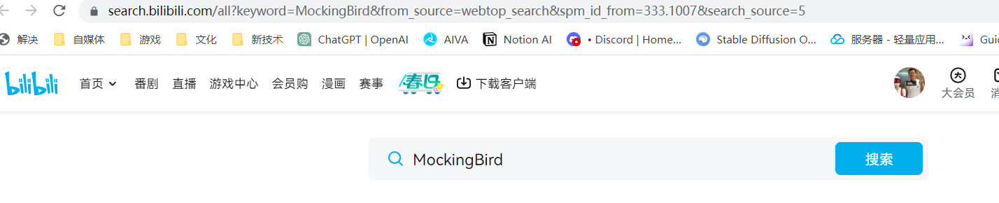 search.bilibili.com/all?keyword=MockingBird&from_source=webtop_search&spm_id_from=333.1007&search_source=5
解决 自媒体 游戏 文化 新技术 ChatGPT | OpenAI AIVA Notion AI • Discord | Home... Stable Diffusion O... 服务器 - 轻量应用... Guid
bilibili 首页 番剧 直播 游戏中心 会员购 漫画 赛事 春日 下载客户端 大会员
MockingBird 搜索